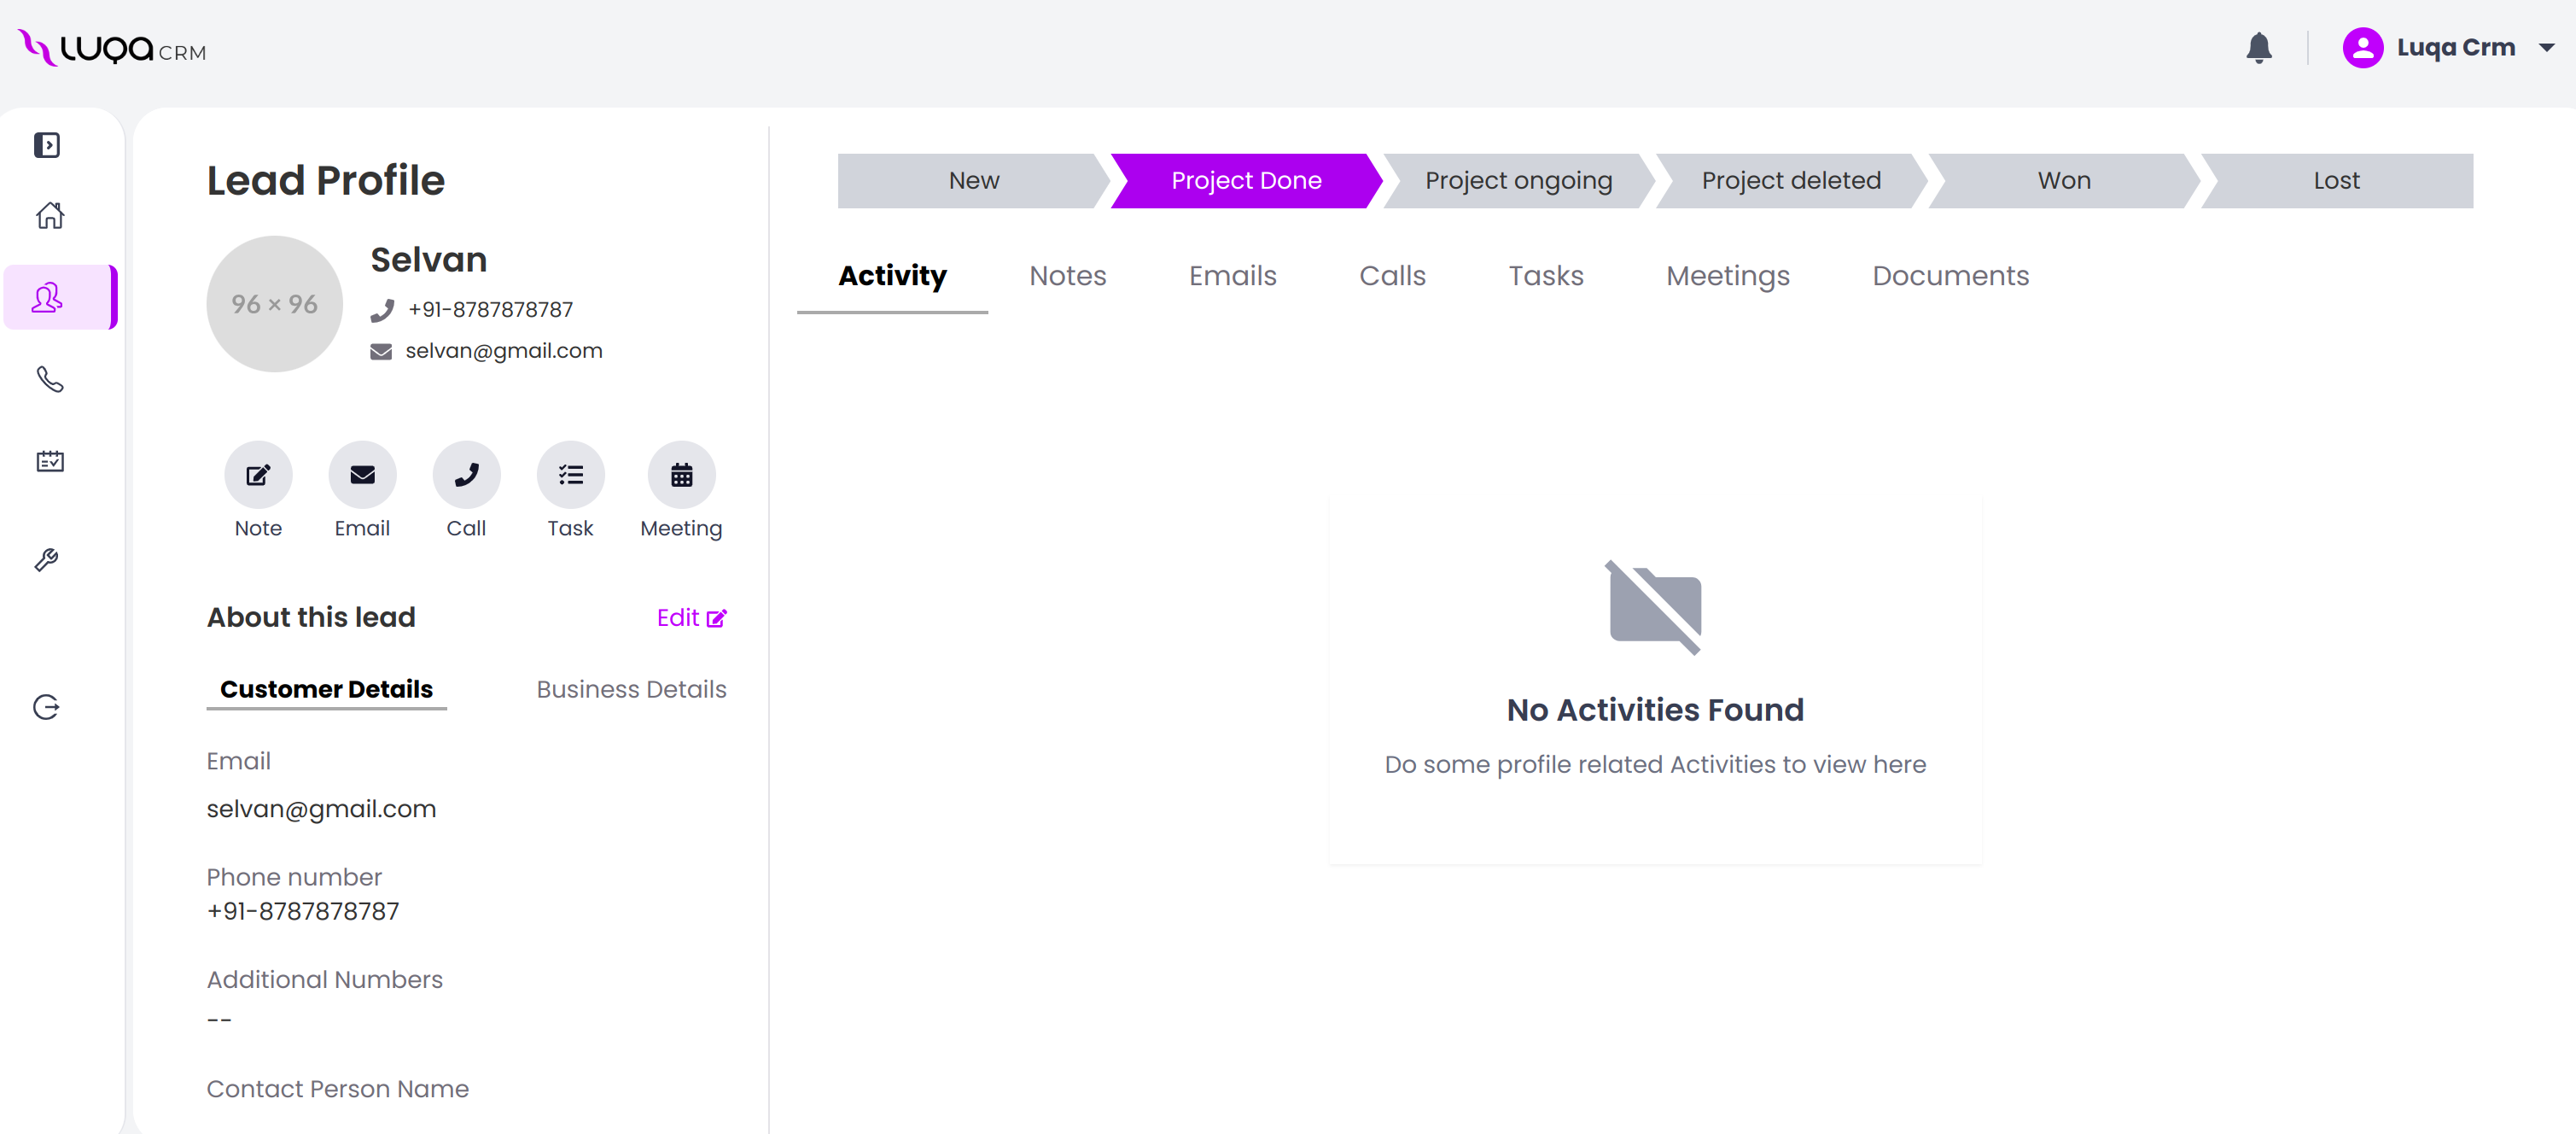 LUQA CRM
Luqa Crm
Lead Profile
96 × 96
Selvan
+91-8787878787
selvan@gmail.com
Note Email Call Task Meeting
About this lead
Edit
Customer Details Business Details
Email
selvan@gmail.com
Phone number
+91-8787878787
Additional Numbers
--
Contact Person Name
New Project Done Project ongoing Project deleted Won Lost
Activity Notes Emails Calls Tasks Meetings Documents
No Activities Found
Do some profile related Activities to view here